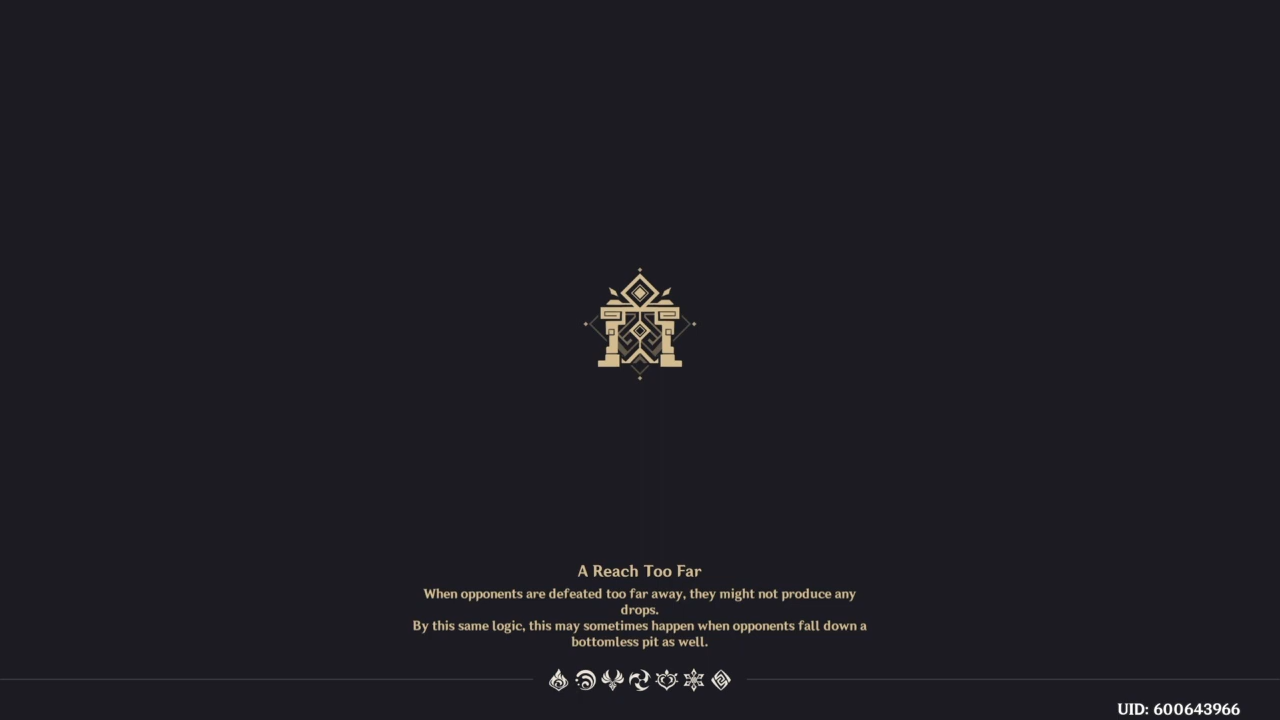 A Reach Too Far
When opponents are defeated too far away, they might not produce any
drops.
By this same logic, this may sometimes happen when opponents fall down a
bottomless pit as well.
UID: 600643966